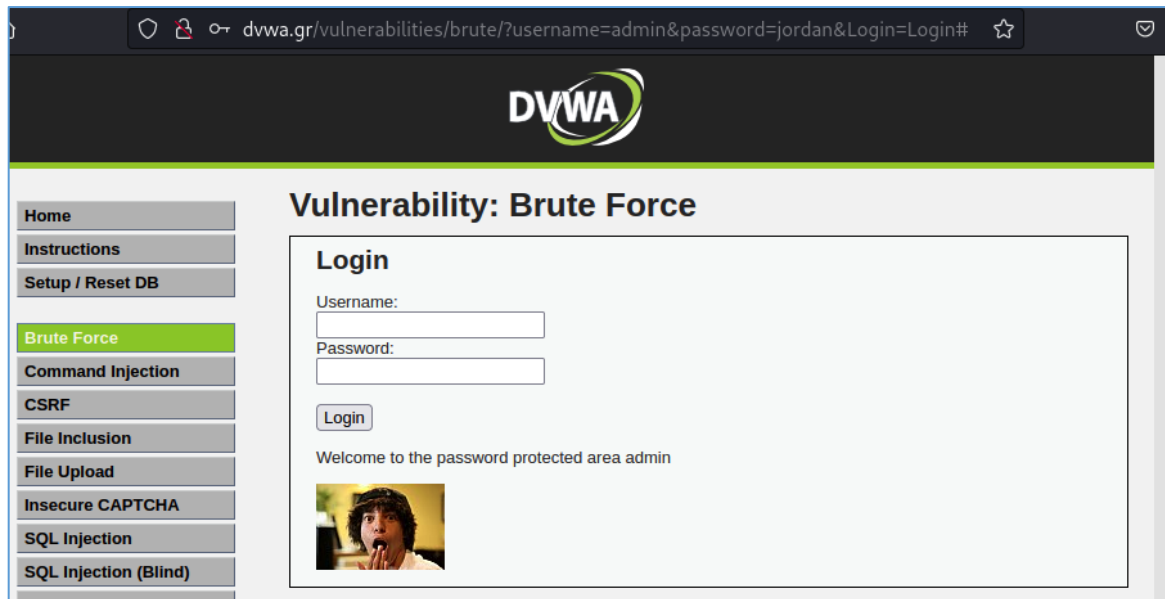 dvwa.gr/vulnerabilities/brute/?username=admin&password=jordan&Login=Login#
DVWA
Home
Instructions
Setup / Reset DB
Brute Force
Command Injection
CSRF
File Inclusion
File Upload
Insecure CAPTCHA
SQL Injection
SQL Injection (Blind)
Vulnerability: Brute Force
Login
Username:
Password:
Login
Welcome to the password protected area admin